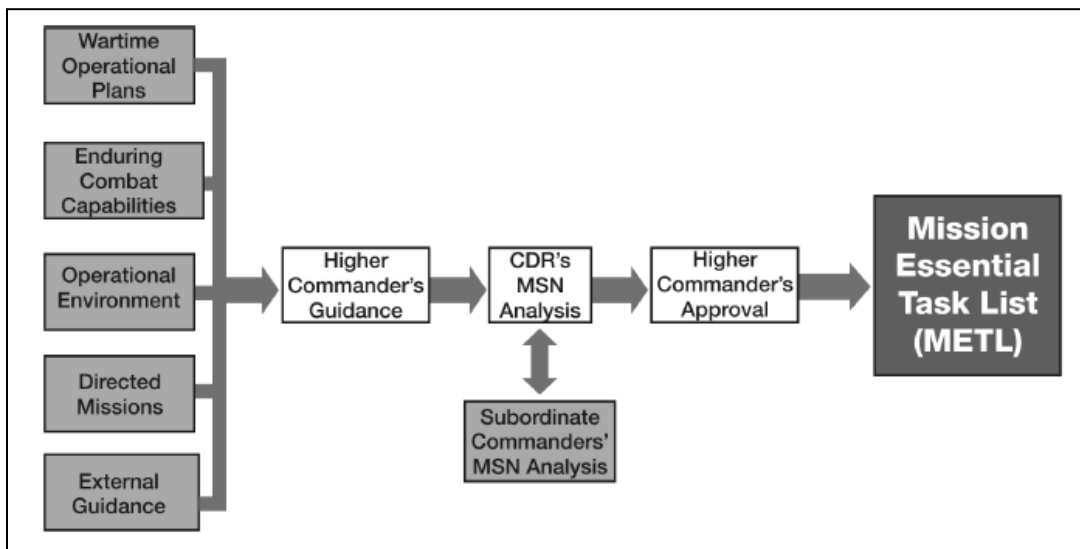 Wartime
Operational
Plans
Enduring
Combat
Capabilities
Operational
Environment
Directed
Missions
External
Guidance
Higher
Commander's
Guidance
CDR's
MSN
Analysis
Subordinate
Commanders'
MSN Analysis
Higher
Commander's
Approval
Mission
Essential
Task List
(METL)